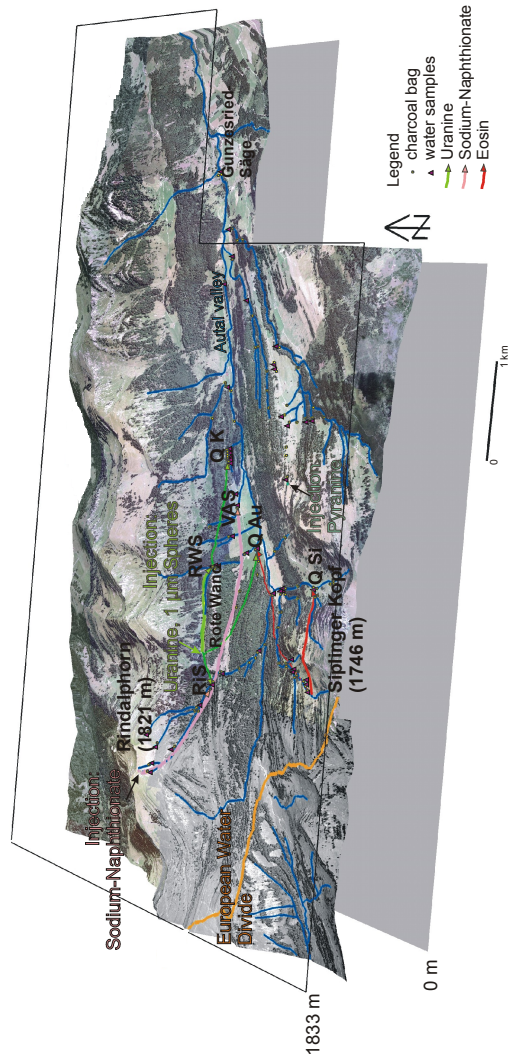 Injection:
Sodium-Naphthionate
Rindalphorn
(1821 m)
Injection:
Uranine, 1 µm Spheres
RIS
RWS
Rote Wand
VAS
Q K
Q Au
Autal valley
Gunzesried
Säge
Injection:
Pyranine
Q Si
Siplinger Kopf
(1746 m)
European Water
Divide
1833 m
0 m
0
1 km
N
Legend
charcoal bag
water samples
Uranine
Sodium-Naphthionate
Eosin